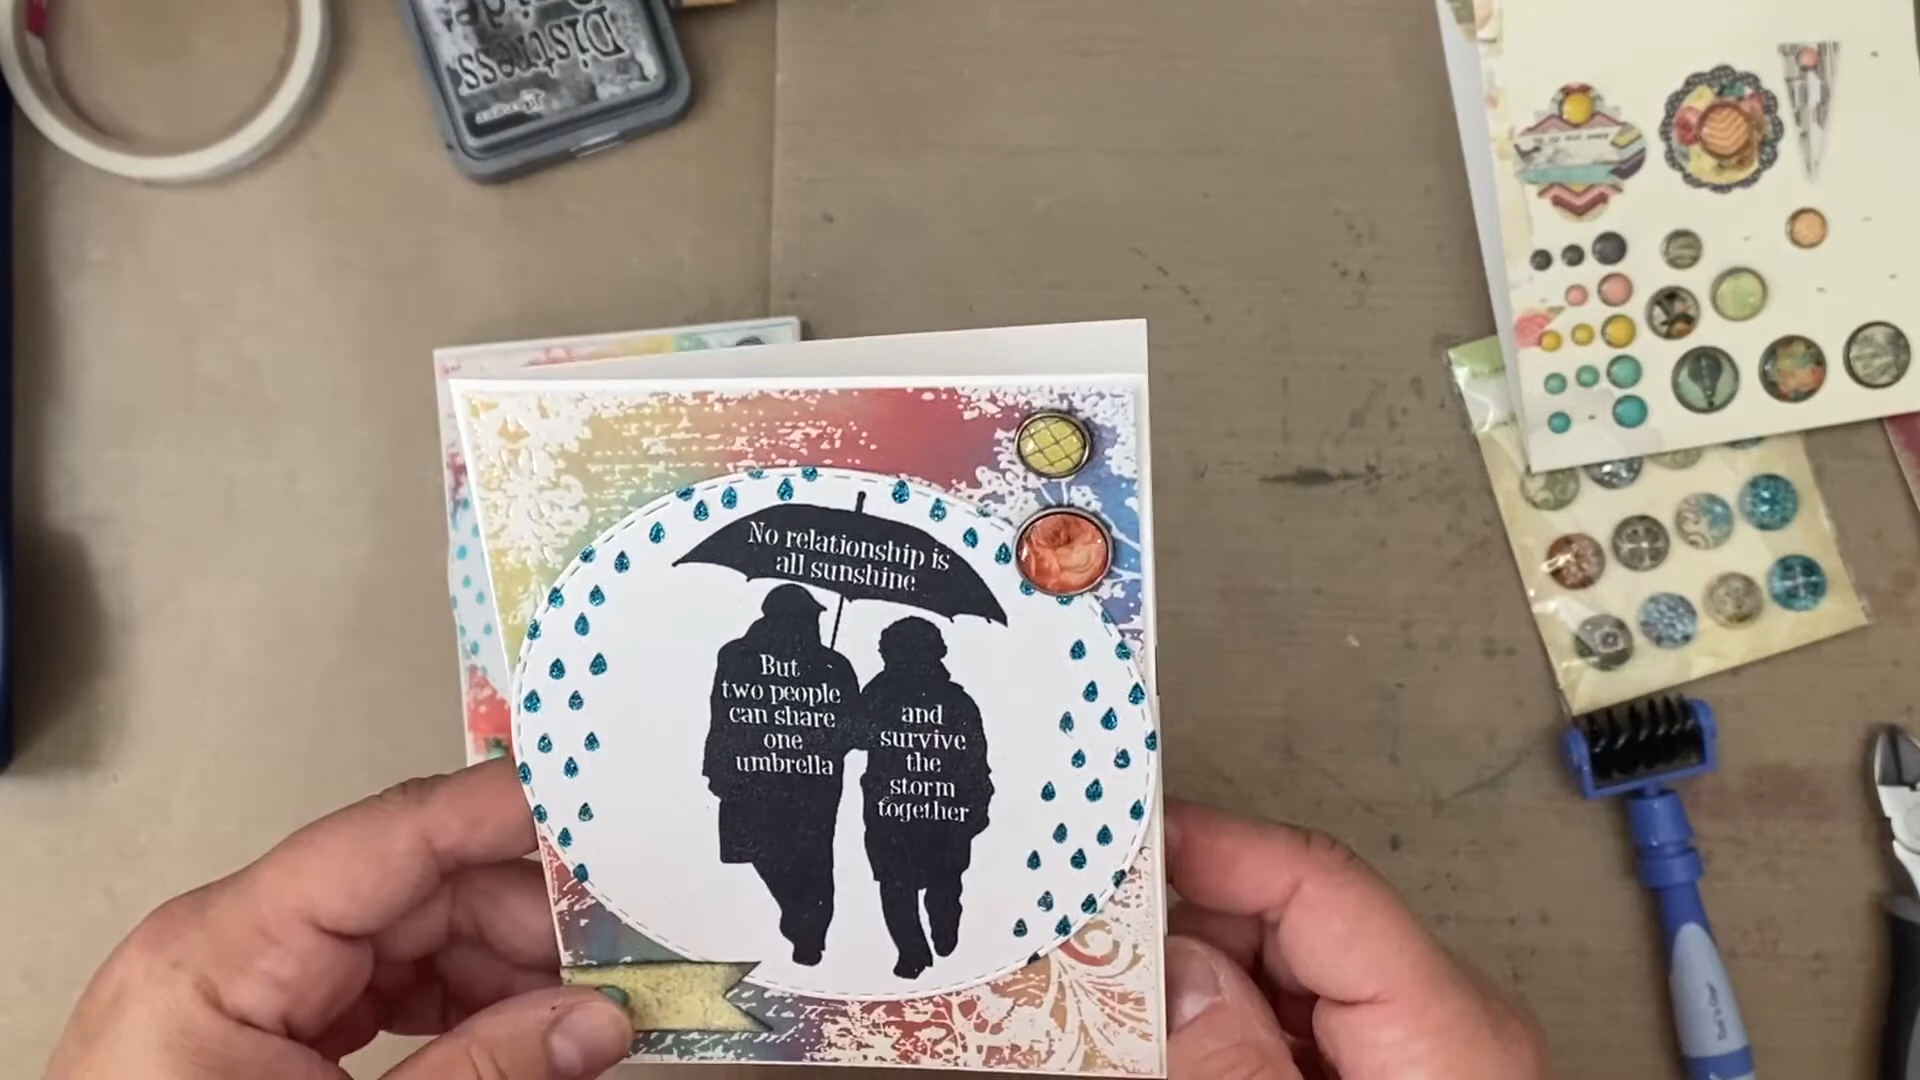 Distress
No relationship is
all sunshine
But
two people
can share
one
umbrella
and
survive
the
storm
together